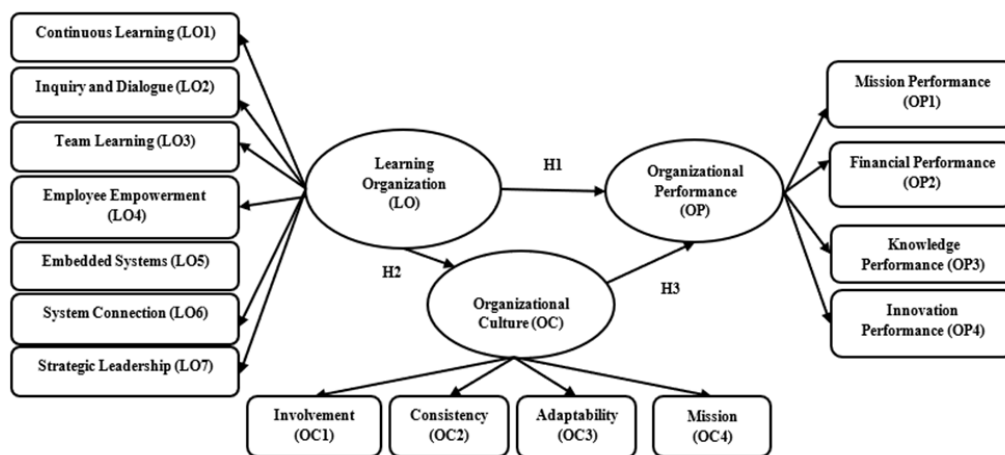 Continuous Learning (LO1)
Inquiry and Dialogue (LO2)
Team Learning (LO3)
Employee Empowerment
(LO4)
Embedded Systems (LO5)
System Connection (LO6)
Strategic Leadership (LO7)
Learning
Organization
(LO)
H1
H2
Organizational
Culture (OC)
H3
Organizational
Performance
(OP)
Mission Performance
(OP1)
Financial Performance
(OP2)
Knowledge
Performance (OP3)
Innovation
Performance (OP4)
Involvement
(OC1)
Consistency
(OC2)
Adaptability
(OC3)
Mission
(OC4)